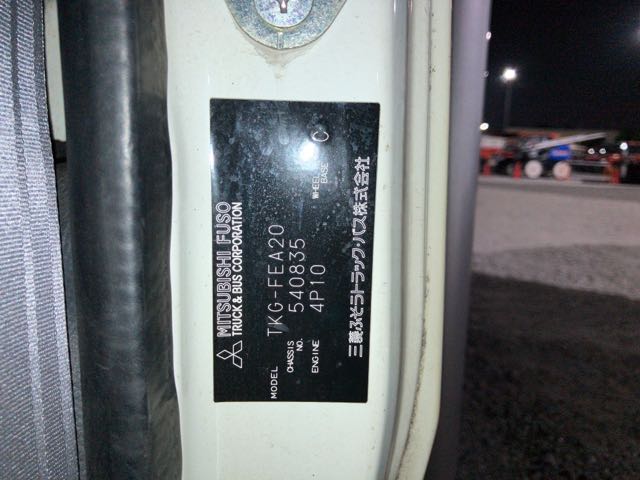 MITSUBISHI FUSO
TRUCK & BUS CORPORATION
MODEL TKG-FEA20
CHASSIS NO. 540835
ENGINE 4P10
WHEEL BASE C
三菱ふそうトラック・バス株式会社